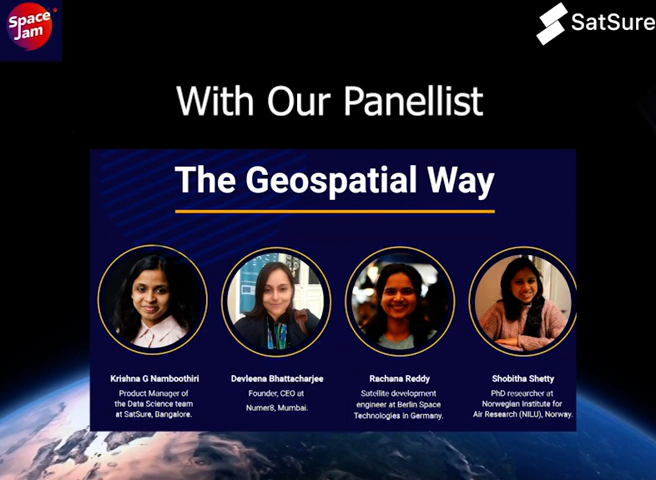 Space
Jam
SatSure
With Our Panellist
The Geospatial Way
Krishna G Namboothiri
Product Manager of
the Data Science team
at SatSure, Bangalore.
Devleena Bhattacharjee
Founder, CEO at
Numer8, Mumbai.
Rachana Reddy
Satellite development
engineer at Berlin Space
Technologies in Germany.
Shobitha Shetty
PhD researcher at
Norwegian Institute for
Air Research (NILU), Norway.